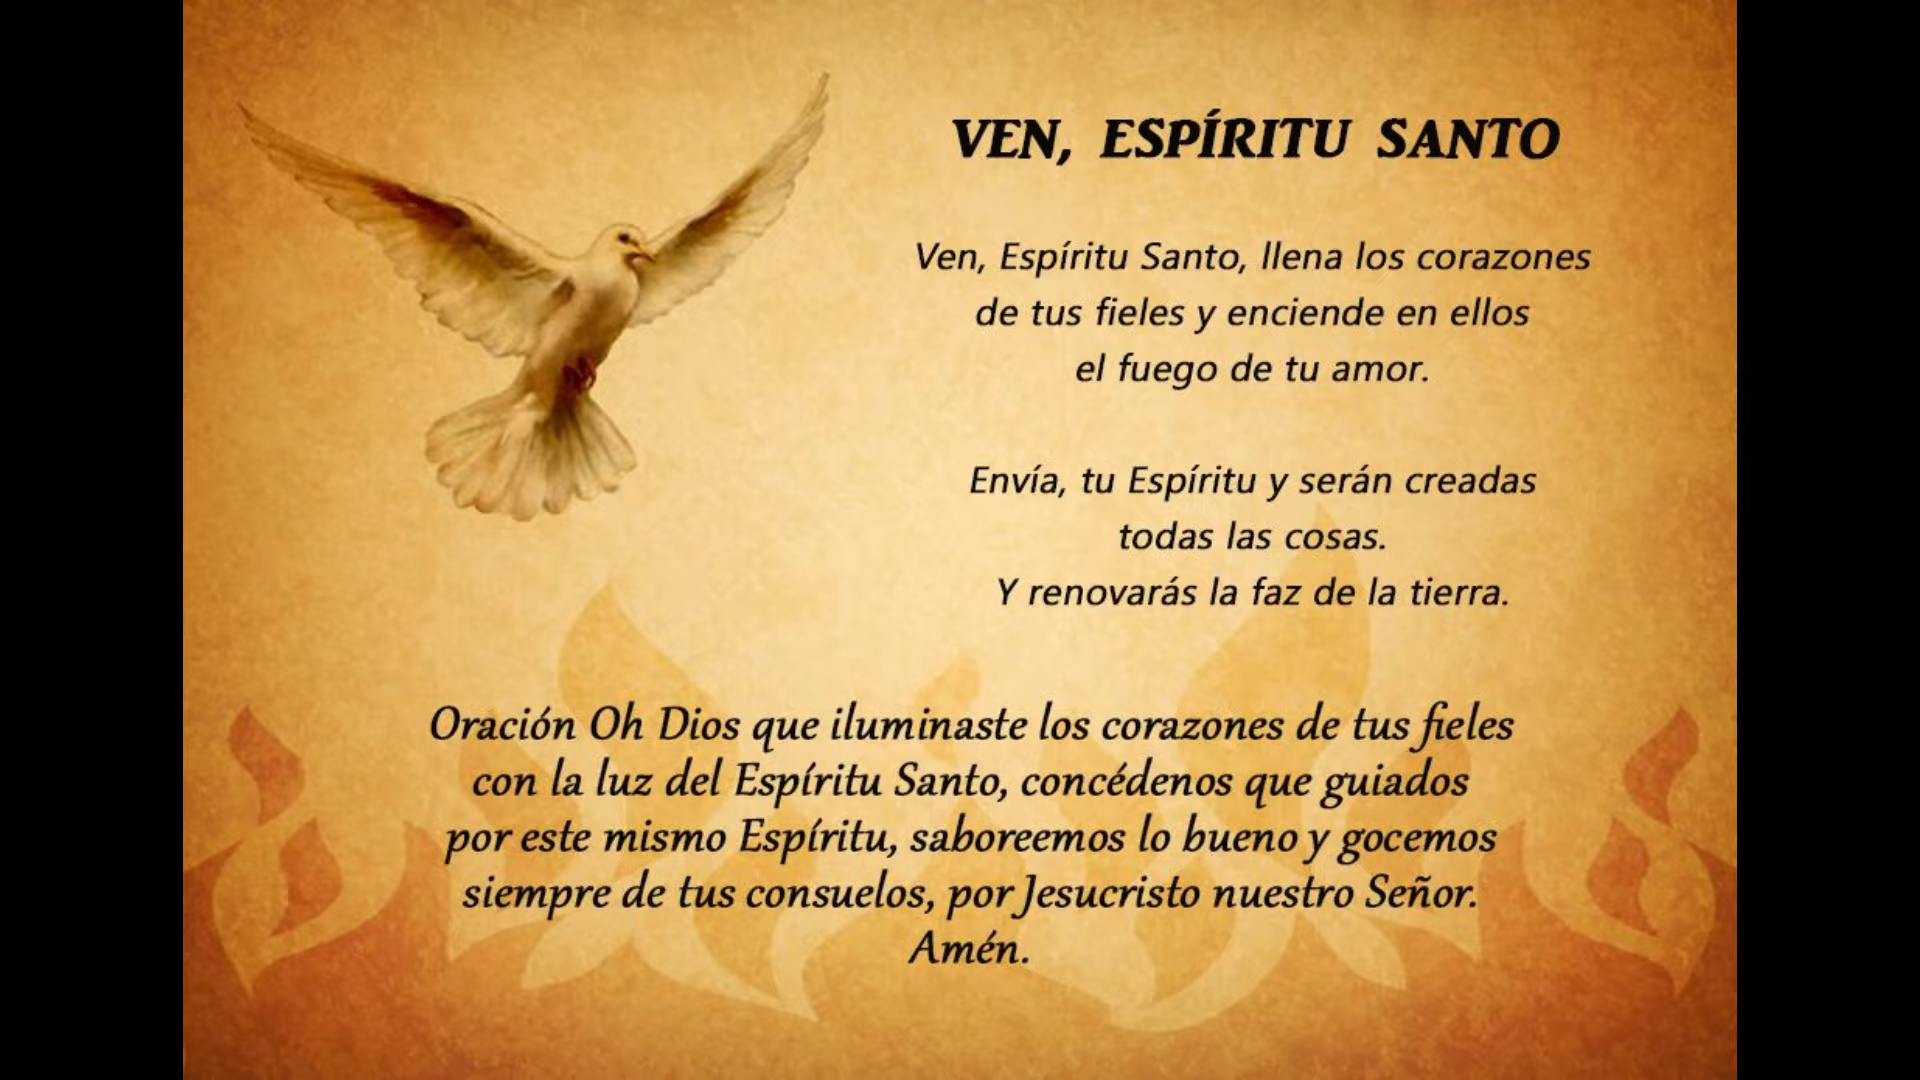 VEN, ESPÍRITU SANTO
Ven, Espíritu Santo, llena los corazones
de tus fieles y enciende en ellos
el fuego de tu amor.
Envía, tu Espíritu y serán creadas
todas las cosas.
Y renovarás la faz de la tierra.
Oración Oh Dios que iluminaste los corazones de tus fieles
con la luz del Espíritu Santo, concédenos que guiados
por este mismo Espíritu, saboreemos lo bueno y gocemos
siempre de tus consuelos, por Jesucristo nuestro Señor.
Amén.